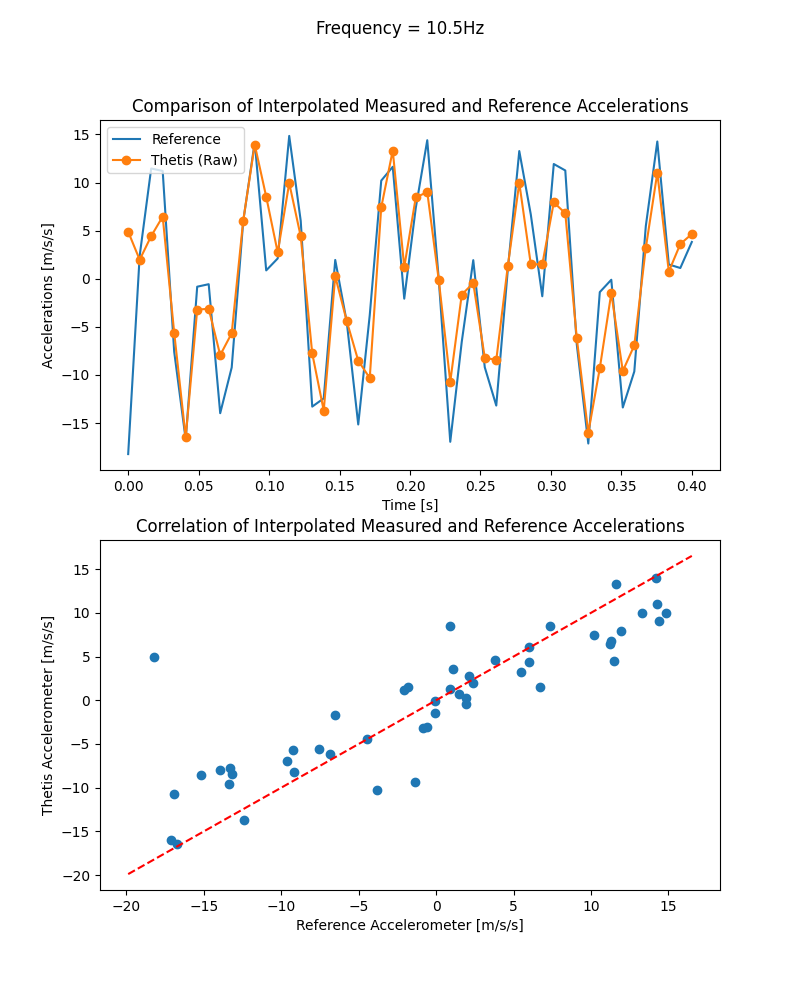 Frequency = 10.5Hz
Comparison of Interpolated Measured and Reference Accelerations
Reference
Thetis (Raw)
Accelerations [m/s/s]
15
10
5
0
−5
−10
−15
0.00 0.05 0.10 0.15 0.20 0.25 0.30 0.35 0.40
Time [s]
Correlation of Interpolated Measured and Reference Accelerations
Thetis Accelerometer [m/s/s]
15
10
5
0
−5
−10
−15
−20
−20 −15 −10 −5 0 5 10 15
Reference Accelerometer [m/s/s]